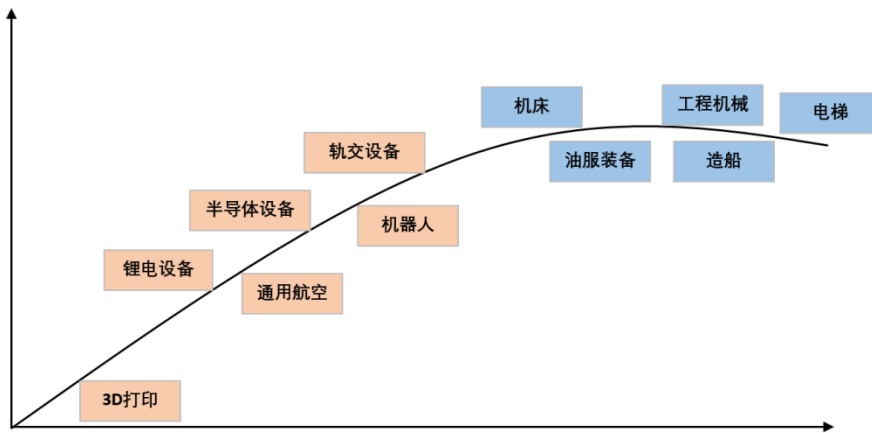 机床
工程机械
电梯
轨交设备
油服装备
造船
半导体设备
机器人
锂电设备
通用航空
3D打印